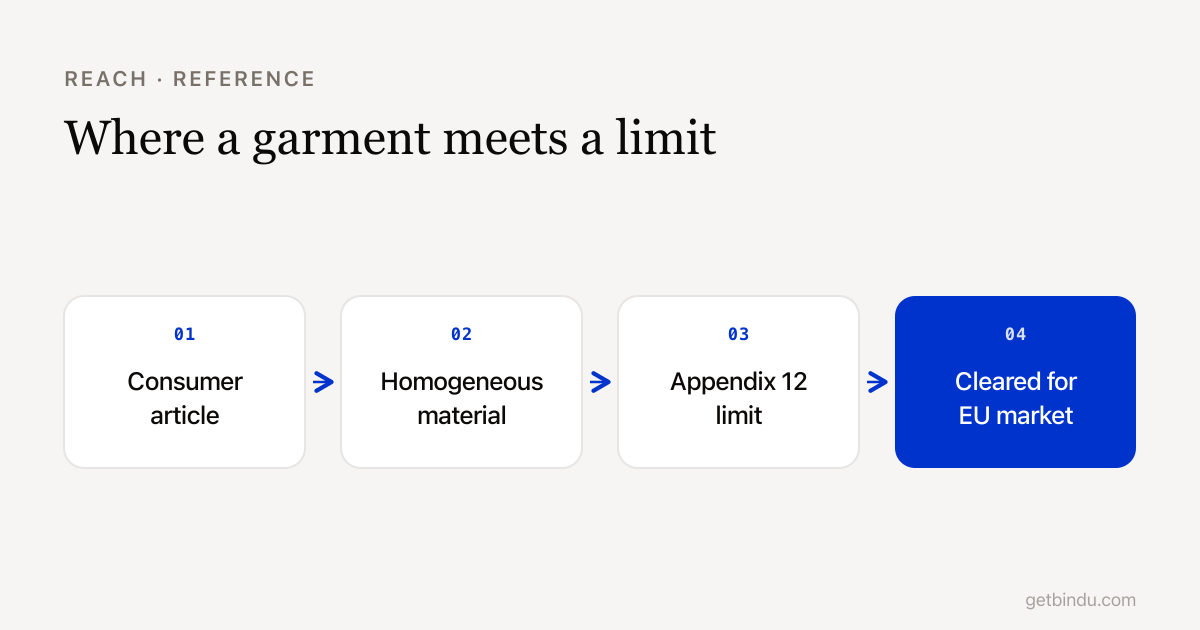 REACH · REFERENCE
Where a garment meets a limit
01
Consumer
article
02
Homogeneous
material
03
Appendix 12
limit
04
Cleared for
EU market
getbindu.com